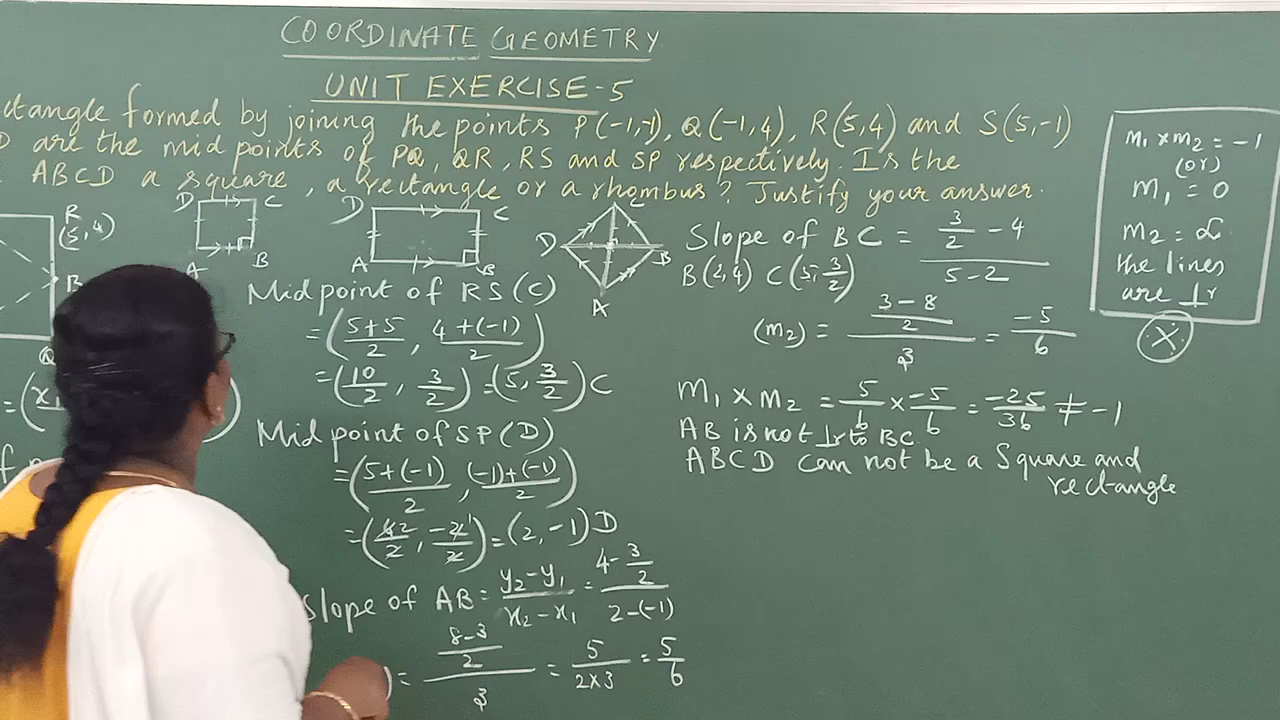 COORDINATE GEOMETRY
UNIT EXERCISE-5
ctangle formed by joining the points P(-1,-1), Q(-1,4), R(5,4) and S(5,-1)
D are the mid points of PQ, QR, RS and SP respectively. Is the
ABCD a square, a rectangle or a rhombus? Justify your answer.
R
(5,4)
B
Q
D C
A B
D C
A B
D C
B
A
Mid point of RS (C)
= (5+5/2, 4+(-1)/2)
= (10/2, 3/2) = (5, 3/2) C
Mid point of SP (D)
= (5+(-1)/2, (-1)+(-1)/2)
= (42/2, -21/2) = (2, -1) D
Slope of AB = y₂-y₁/x₂-x₁ = 4-3/2/2-(-1)
= 8-3/2/3 = 5/2×3 = 5/6
Slope of BC = 3/2 - 4/5-2
B(2,4) C(5, 3/2)
(m₂) = 3-8/2/3 = -5/6
m₁ × m₂ = 5/6 × -5/6 = -25/36 ≠ -1
AB is not ⊥r to BC.
ABCD can not be a Square and
rectangle
m₁ × m₂ = -1
(or)
m₁ = 0
m₂ = ∞
the lines
are ⊥r
X